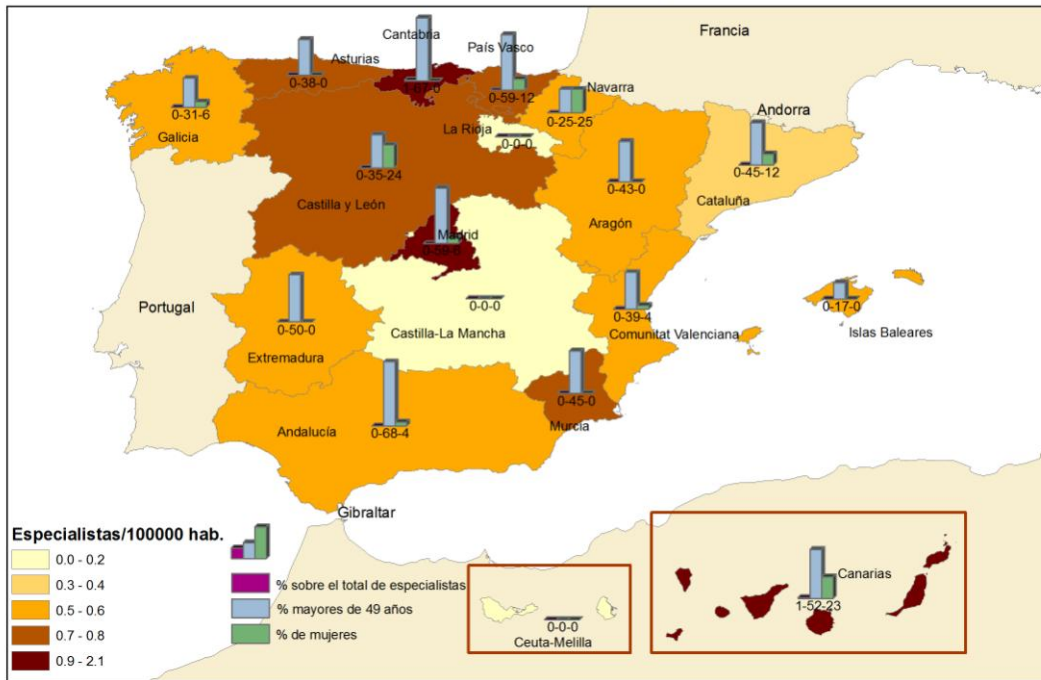 Francia
Cantabria
País Vasco
Asturias
0-38-0
0-59-12
Navarra
0-31-6
Galicia
0-25-25
La Rioja
0-0-0
Andorra
0-45-12
Cataluña
0-35-24
0-43-0
Castilla y León
Aragón
Madrid
Portugal
0-0-0
0-17-0
0-50-0
0-39-4
Castilla-La Mancha
Comunitat Valenciana
Islas Baleares
Extremadura
0-45-0
Murcia
Andalucía
0-68-4
Gibraltar
Especialistas/100000 hab.
0.0 - 0.2
0.3 - 0.4
0.5 - 0.6
0.7 - 0.8
0.9 - 2.1
% sobre el total de especialistas
% mayores de 49 años
% de mujeres
0-0-0
Ceuta-Melilla
Canarias
1-52-23